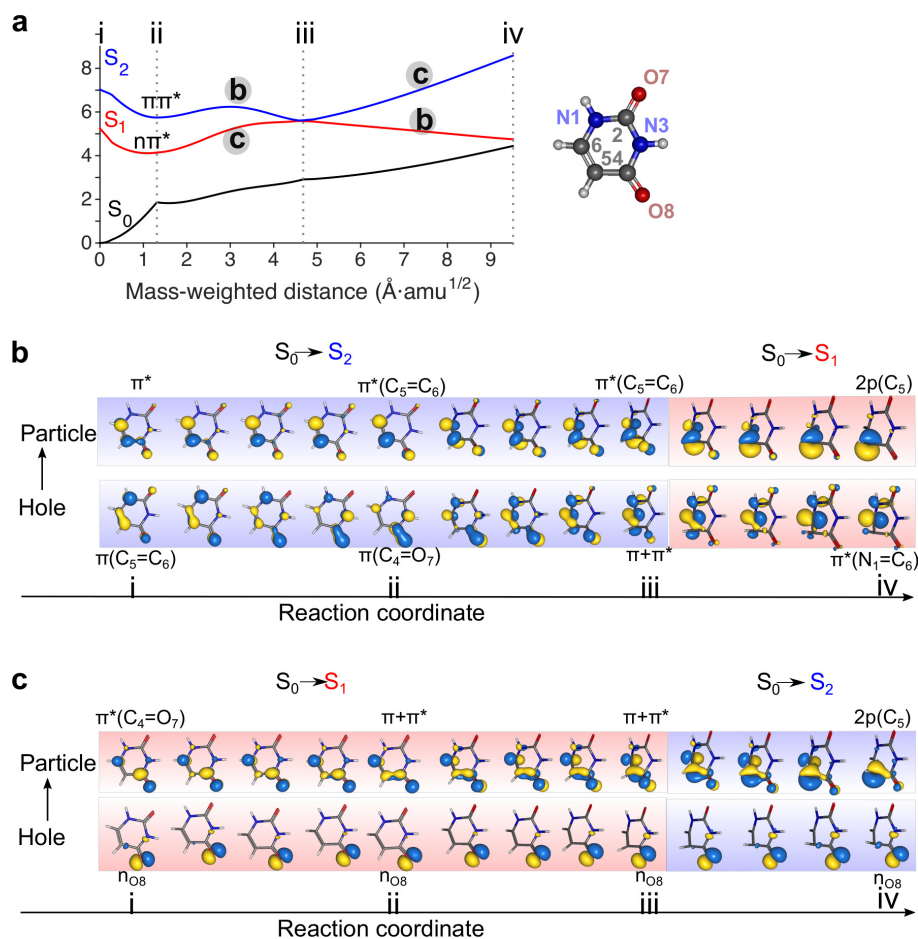 a
i ii iii iv
S2
8
ππ*
b
c
6
S1
nπ*
c
b
4
2
S0
0
0 1 2 3 4 5 6 7 8 9
Mass-weighted distance (Å·amu1/2)
O7
N1
N3
2
6
54
O8
b
S0→S2
S0→S1
π*
π*(C5=C6)
π*(C5=C6)
2p(C5)
Particle
Hole
π(C5=C6)
π(C4=O7)
π+π*
π*(N1=C6)
i ii iii iv
Reaction coordinate
c
S0→S1
S0→S2
π*(C4=O7)
π+π*
π+π*
2p(C5)
Particle
Hole
nO8 nO8 nO8 nO8
i ii iii iv
Reaction coordinate